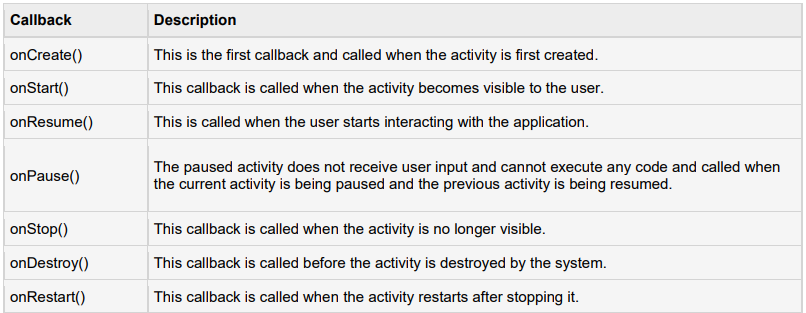 Callback Description
onCreate() This is the first callback and called when the activity is first created.
onStart() This callback is called when the activity becomes visible to the user.
onResume() This is called when the user starts interacting with the application.
onPause() The paused activity does not receive user input and cannot execute any code and called when
the current activity is being paused and the previous activity is being resumed.
onStop() This callback is called when the activity is no longer visible.
onDestroy() This callback is called before the activity is destroyed by the system.
onRestart() This callback is called when the activity restarts after stopping it.